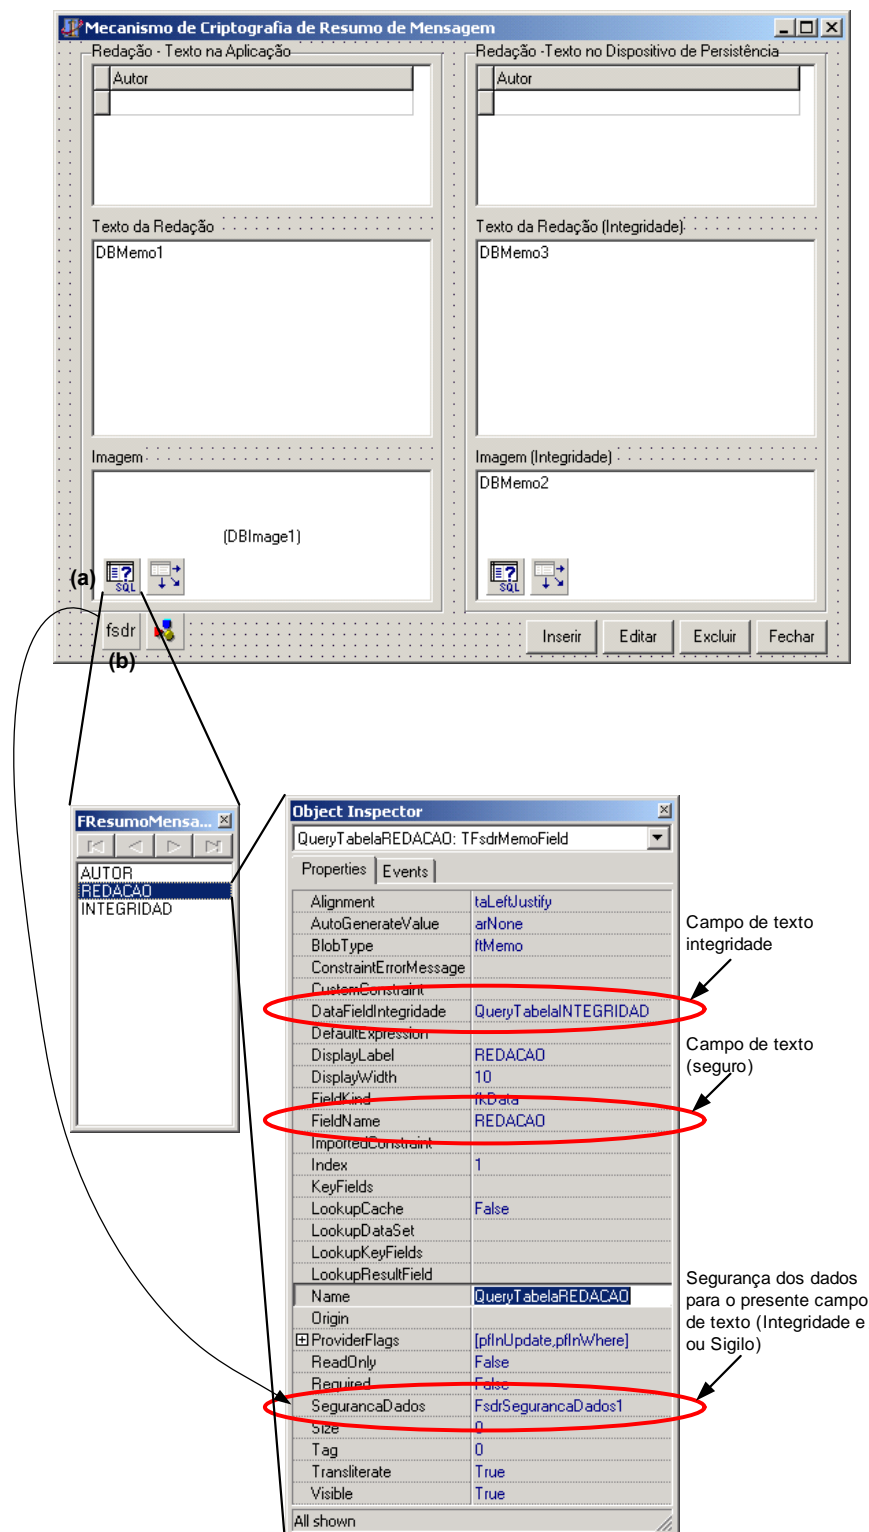 Mecanismo de Criptografia de Resumo de Mensagem
Redação - Texto na Aplicação
Autor
Texto da Redação
DBMemo1
Imagem
(DBImage1)
SQL
Redação -Texto no Dispositivo de Persistência
Autor
Texto da Redação (Integridade)
DBMemo3
Imagem (Integridade)
DBMemo2
SQL
(a)
fsdr
(b)
Inserir Editar Excluir Fechar
FResumoMensa...
AUTOR
REDACAO
INTEGRIDAD
Object Inspector
QueryTabelaREDACAO: TFsdrMemoField
Properties Events
Alignment taLeftJustify
AutoGenerateValue arNone
BlobType ftMemo
ConstraintErrorMessage
CustomConstraint
DataFieldIntegridade QueryTabelaINTEGRIDAD
DefaultExpression
DisplayLabel REDACAO
DisplayWidth 10
FieldKind fkData
FieldName REDACAO
ImportedConstraint
Index 1
KeyFields
LookupCache False
LookupDataSet
LookupKeyFields
LookupResultField
Name QueryTabelaREDACAO
Origin
ProviderFlags [pfInUpdate,pfInWhere]
ReadOnly False
Required False
SegurancaDados FsdrSegurancaDados1
Size 0
Tag 0
Transliterate True
Visible True
All shown
Campo de texto
integridade
Campo de texto
(seguro)
Segurança dos dados
para o presente campo
de texto (Integridade e
ou Sigilo)